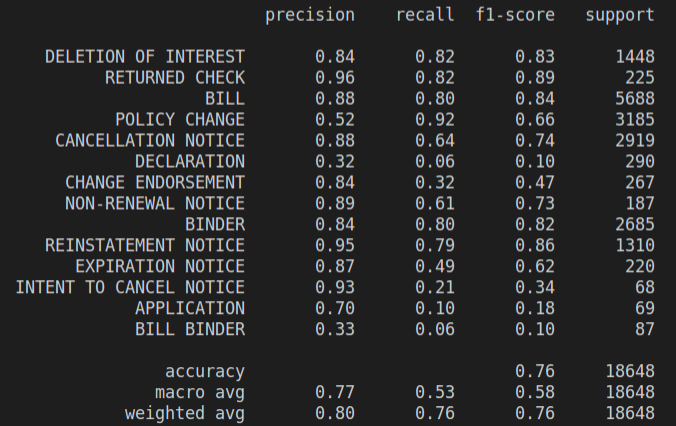 precision recall f1-score support
DELETION OF INTEREST 0.84 0.82 0.83 1448
RETURNED CHECK 0.96 0.82 0.89 225
BILL 0.88 0.80 0.84 5688
POLICY CHANGE 0.52 0.92 0.66 3185
CANCELLATION NOTICE 0.88 0.64 0.74 2919
DECLARATION 0.32 0.06 0.10 290
CHANGE ENDORSEMENT 0.84 0.32 0.47 267
NON-RENEWAL NOTICE 0.89 0.61 0.73 187
BINDER 0.84 0.80 0.82 2685
REINSTATEMENT NOTICE 0.95 0.79 0.86 1310
EXPIRATION NOTICE 0.87 0.49 0.62 220
INTENT TO CANCEL NOTICE 0.93 0.21 0.34 68
APPLICATION 0.70 0.10 0.18 69
BILL BINDER 0.33 0.06 0.10 87
accuracy 0.76 18648
macro avg 0.77 0.53 0.58 18648
weighted avg 0.80 0.76 0.76 18648